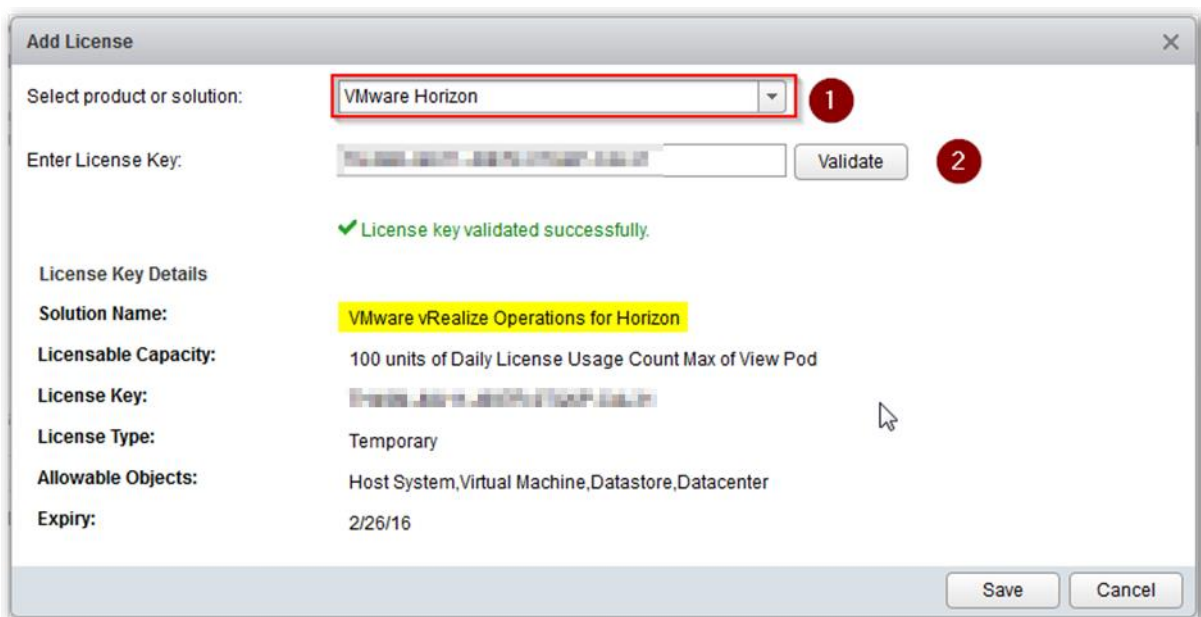 Add License
Select product or solution: VMware Horizon 1
Enter License Key: Validate 2
License key validated successfully.
License Key Details
Solution Name: VMware vRealize Operations for Horizon
Licensable Capacity: 100 units of Daily License Usage Count Max of View Pod
License Key:
License Type: Temporary
Allowable Objects: Host System,Virtual Machine,Datastore,Datacenter
Expiry: 2/26/16
Save Cancel